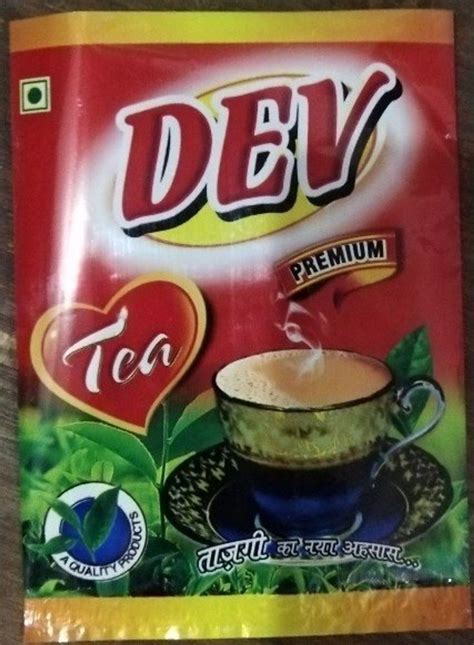 DEV
PREMIUM
Tea
ताज़गी का नया अहसास...
A QUALITY PRODUCTS